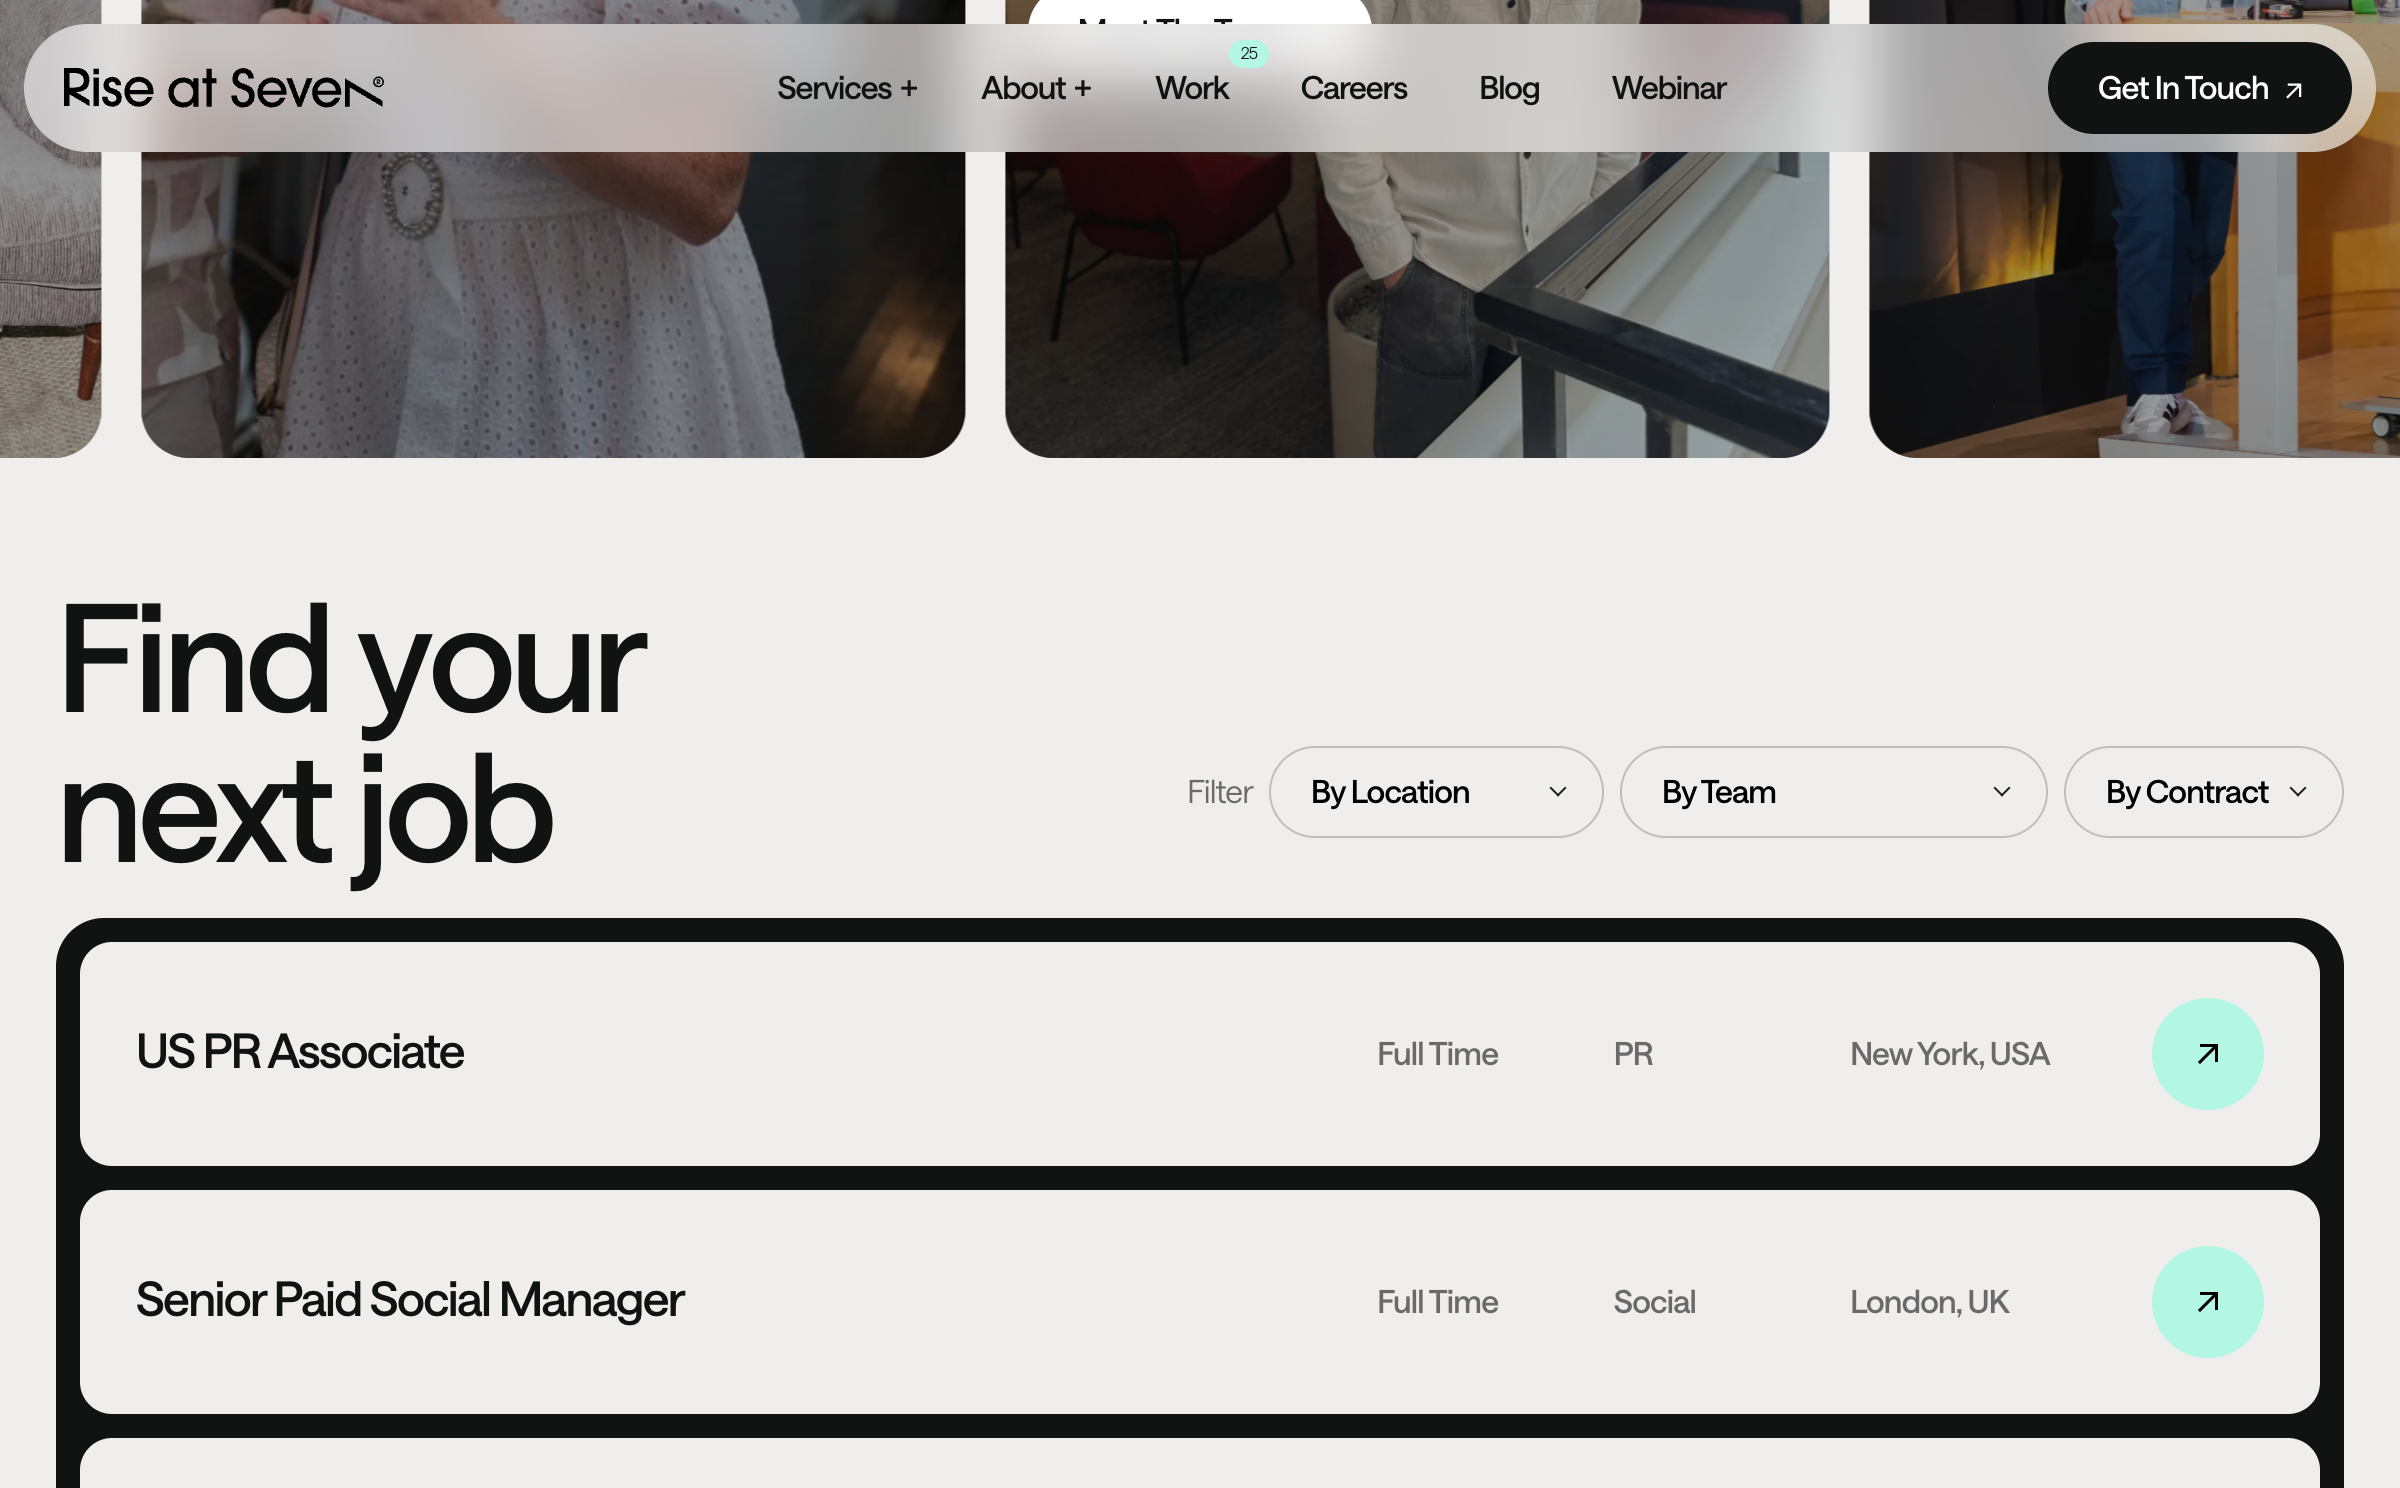 Rise at Seven®
Services +
About +
Work
25
Careers
Blog
Webinar
Get In Touch
Find your
next job
Filter
By Location
By Team
By Contract
US PR Associate
Full Time
PR
New York, USA
Senior Paid Social Manager
Full Time
Social
London, UK